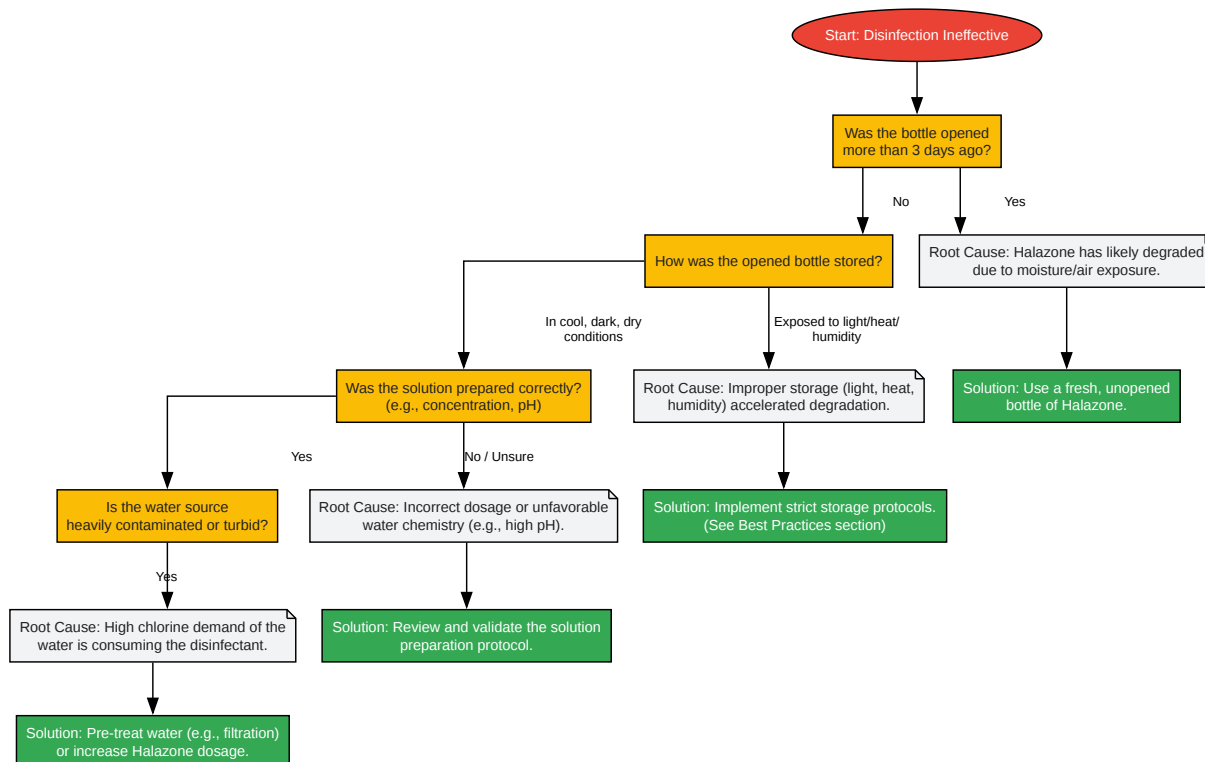 Start: Disinfection Ineffective
Was the bottle opened
more than 3 days ago?
No
Yes
How was the opened bottle stored?
Root Cause: Halazone has likely degraded
due to moisture/air exposure.
In cool, dark, dry
conditions
Exposed to light/heat/
humidity
Was the solution prepared correctly?
(e.g., concentration, pH)
Root Cause: Improper storage (light, heat,
humidity) accelerated degradation.
Solution: Use a fresh, unopened
bottle of Halazone.
Yes
No / Unsure
Is the water source
heavily contaminated or turbid?
Root Cause: Incorrect dosage or unfavorable
water chemistry (e.g., high pH).
Solution: Implement strict storage protocols.
(See Best Practices section)
Yes
Root Cause: High chlorine demand of the
water is consuming the disinfectant.
Solution: Review and validate the solution
preparation protocol.
Solution: Pre-treat water (e.g., filtration)
or increase Halazone dosage.